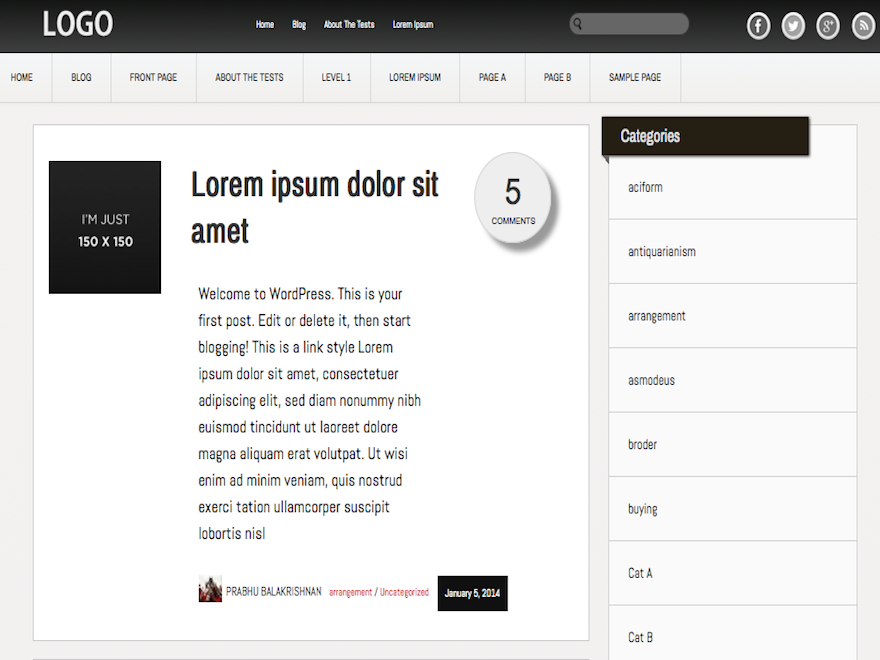 LOGO
Home Blog About The Tests Lorem Ipsum
HOME BLOG FRONT PAGE ABOUT THE TESTS LEVEL 1 LOREM IPSUM PAGE A PAGE B SAMPLE PAGE
I'M JUST
150 X 150
Lorem ipsum dolor sit
amet
5
COMMENTS
Welcome to WordPress. This is your
first post. Edit or delete it, then start
blogging! This is a link style Lorem
ipsum dolor sit amet, consectetuer
adipiscing elit, sed diam nonummy nibh
euismod tincidunt ut laoreet dolore
magna aliquam erat volutpat. Ut wisi
enim ad minim veniam, quis nostrud
exerci tation ullamcorper suscipit
lobortis nisl
PRABHU BALAKRISHNAN arrangement / Uncategorized January 5, 2014
Categories
aciform
antiquarianism
arrangement
asmodeus
broder
buying
Cat A
Cat B